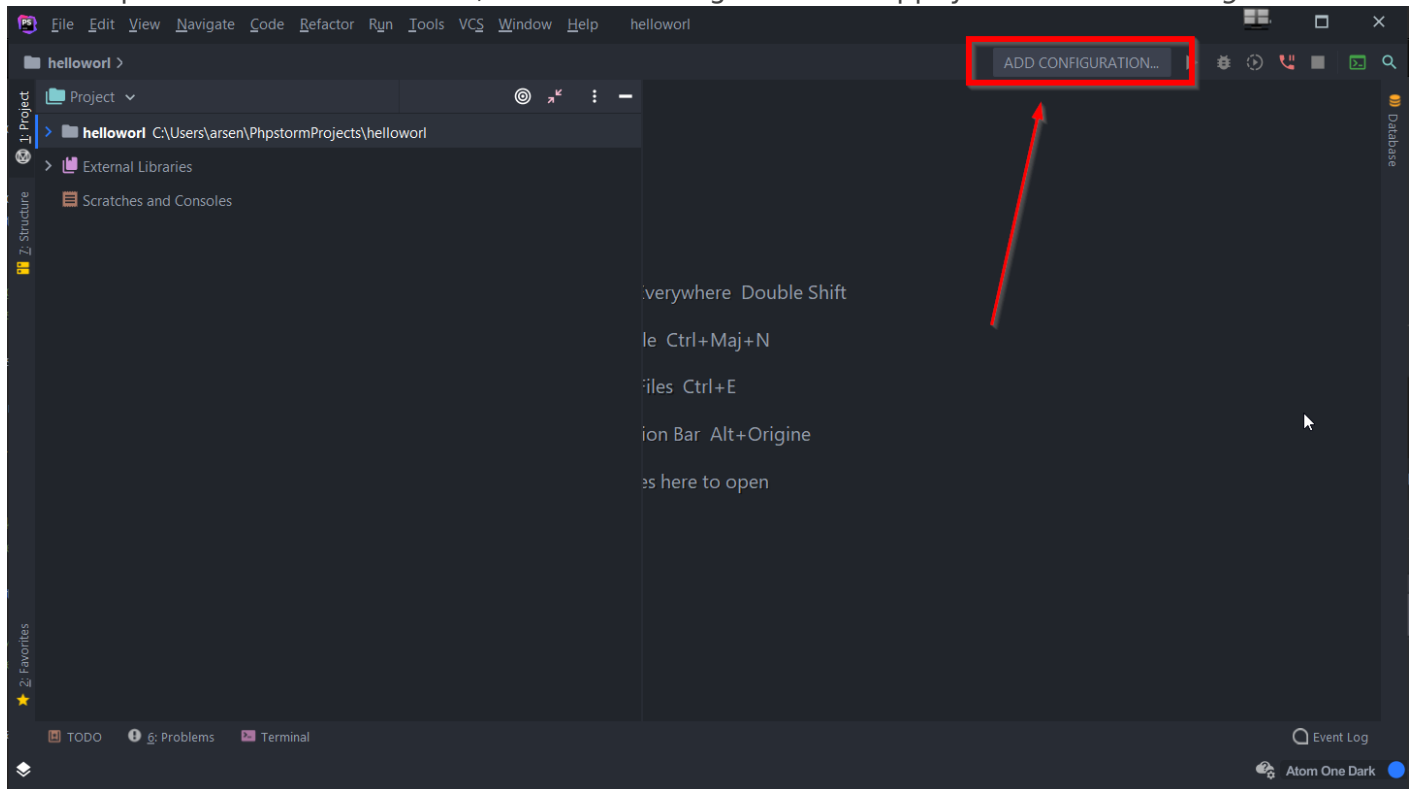 PS File Edit View Navigate Code Refactor Run Tools VCS Window Help helloworl
helloworl >
ADD CONFIGURATION...
Project
helloworl C:\Users\arsen\PhpstormProjects\helloworl
External Libraries
Scratches and Consoles
1: Project
7: Structure
2: Favorites
Database
Everywhere Double Shift
le Ctrl+Maj+N
Files Ctrl+E
ion Bar Alt+Origine
es here to open
TODO 6: Problems Terminal
Event Log
Atom One Dark